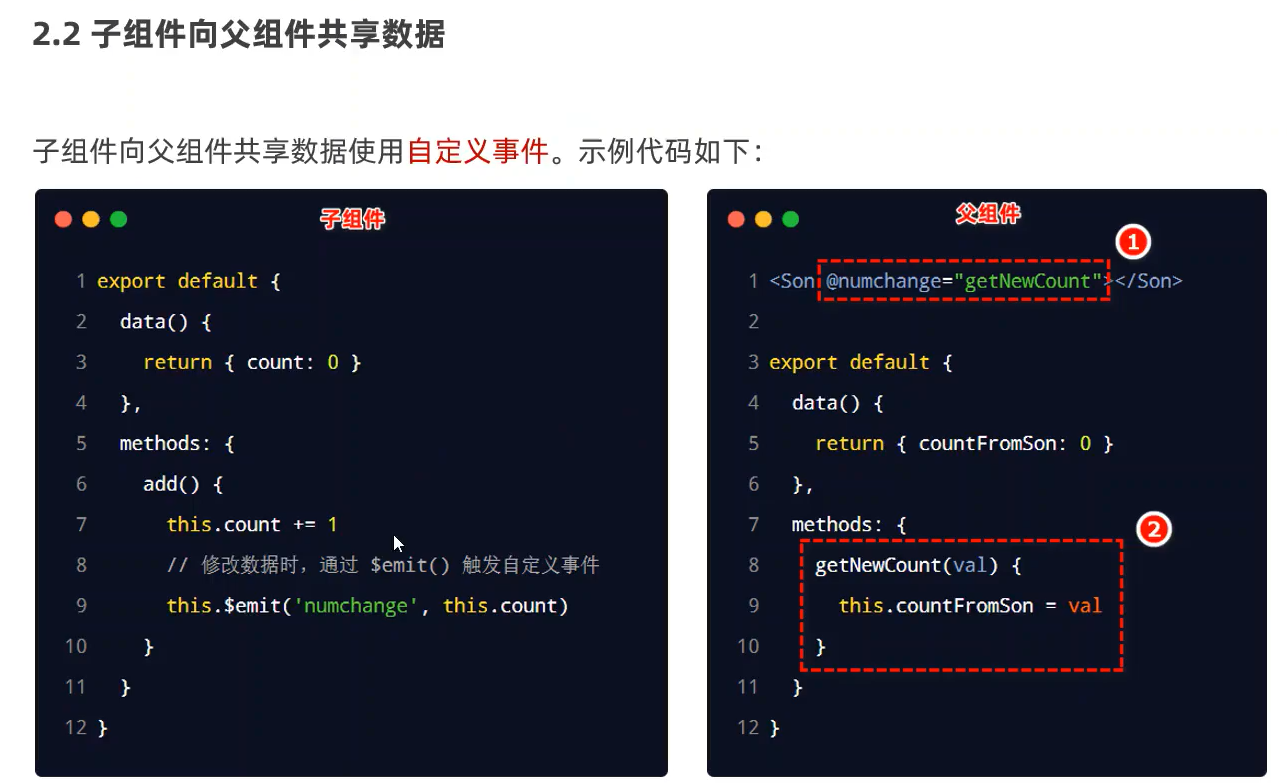 2.2 子组件向父组件共享数据
子组件向父组件共享数据使用自定义事件。示例代码如下：
子组件
1 export default {
2 data() {
3 return { count: 0 }
4 },
5 methods: {
6 add() {
7 this.count += 1
8 // 修改数据时，通过 $emit() 触发自定义事件
9 this.$emit('numchange', this.count)
10 }
11 }
12 }
父组件
1
1 <Son @numchange="getNewCount"></Son>
2
3 export default {
4 data() {
5 return { countFromSon: 0 }
6 },
7 methods: {
2
8 getNewCount(val) {
9 this.countFromSon = val
10 }
11 }
12 }